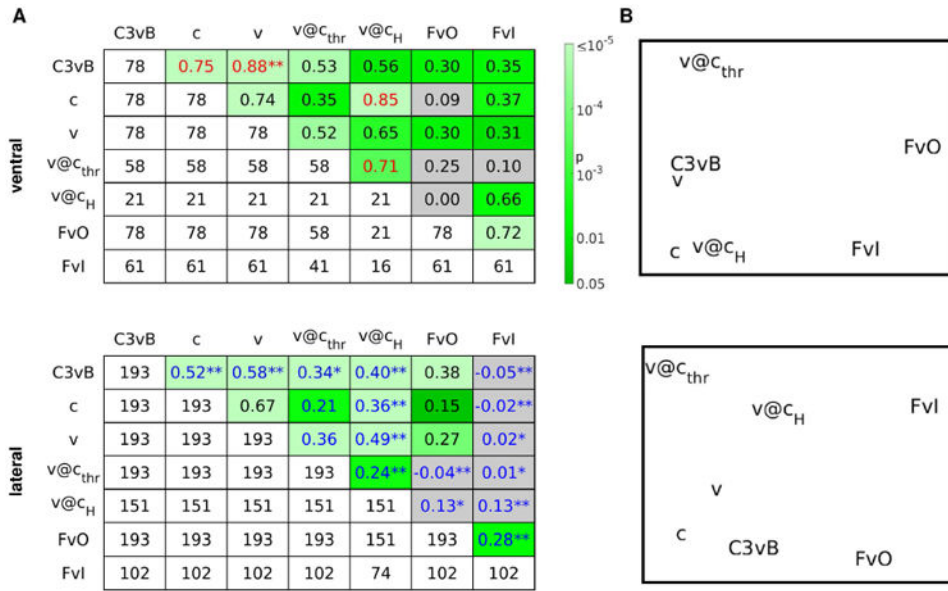 A
C3vB c v v@c_thr v@c_H FvO FvI
ventral
C3vB 78 0.75 0.88** 0.53 0.56 0.30 0.35
c 78 78 0.74 0.35 0.85 0.09 0.37
v 78 78 78 0.52 0.65 0.30 0.31
v@c_thr 58 58 58 58 0.71 0.25 0.10
v@c_H 21 21 21 21 21 0.00 0.66
FvO 78 78 78 58 21 78 0.72
FvI 61 61 61 41 16 61 61
≤10^-5
10^-4
p
10^-3
0.01
0.05
B
v@c_thr
FvO
C3vB
v
c v@c_H FvI
C3vB c v v@c_thr v@c_H FvO FvI
lateral
C3vB 193 0.52** 0.58** 0.34* 0.40** 0.38 -0.05**
c 193 193 0.67 0.21 0.36** 0.15 -0.02**
v 193 193 193 0.36 0.49** 0.27 0.02*
v@c_thr 193 193 193 193 0.24** -0.04** 0.01*
v@c_H 151 151 151 151 151 0.13* 0.13**
FvO 193 193 193 193 151 193 0.28**
FvI 102 102 102 102 74 102 102
v@c_thr
v@c_H FvI
v
c
C3vB FvO